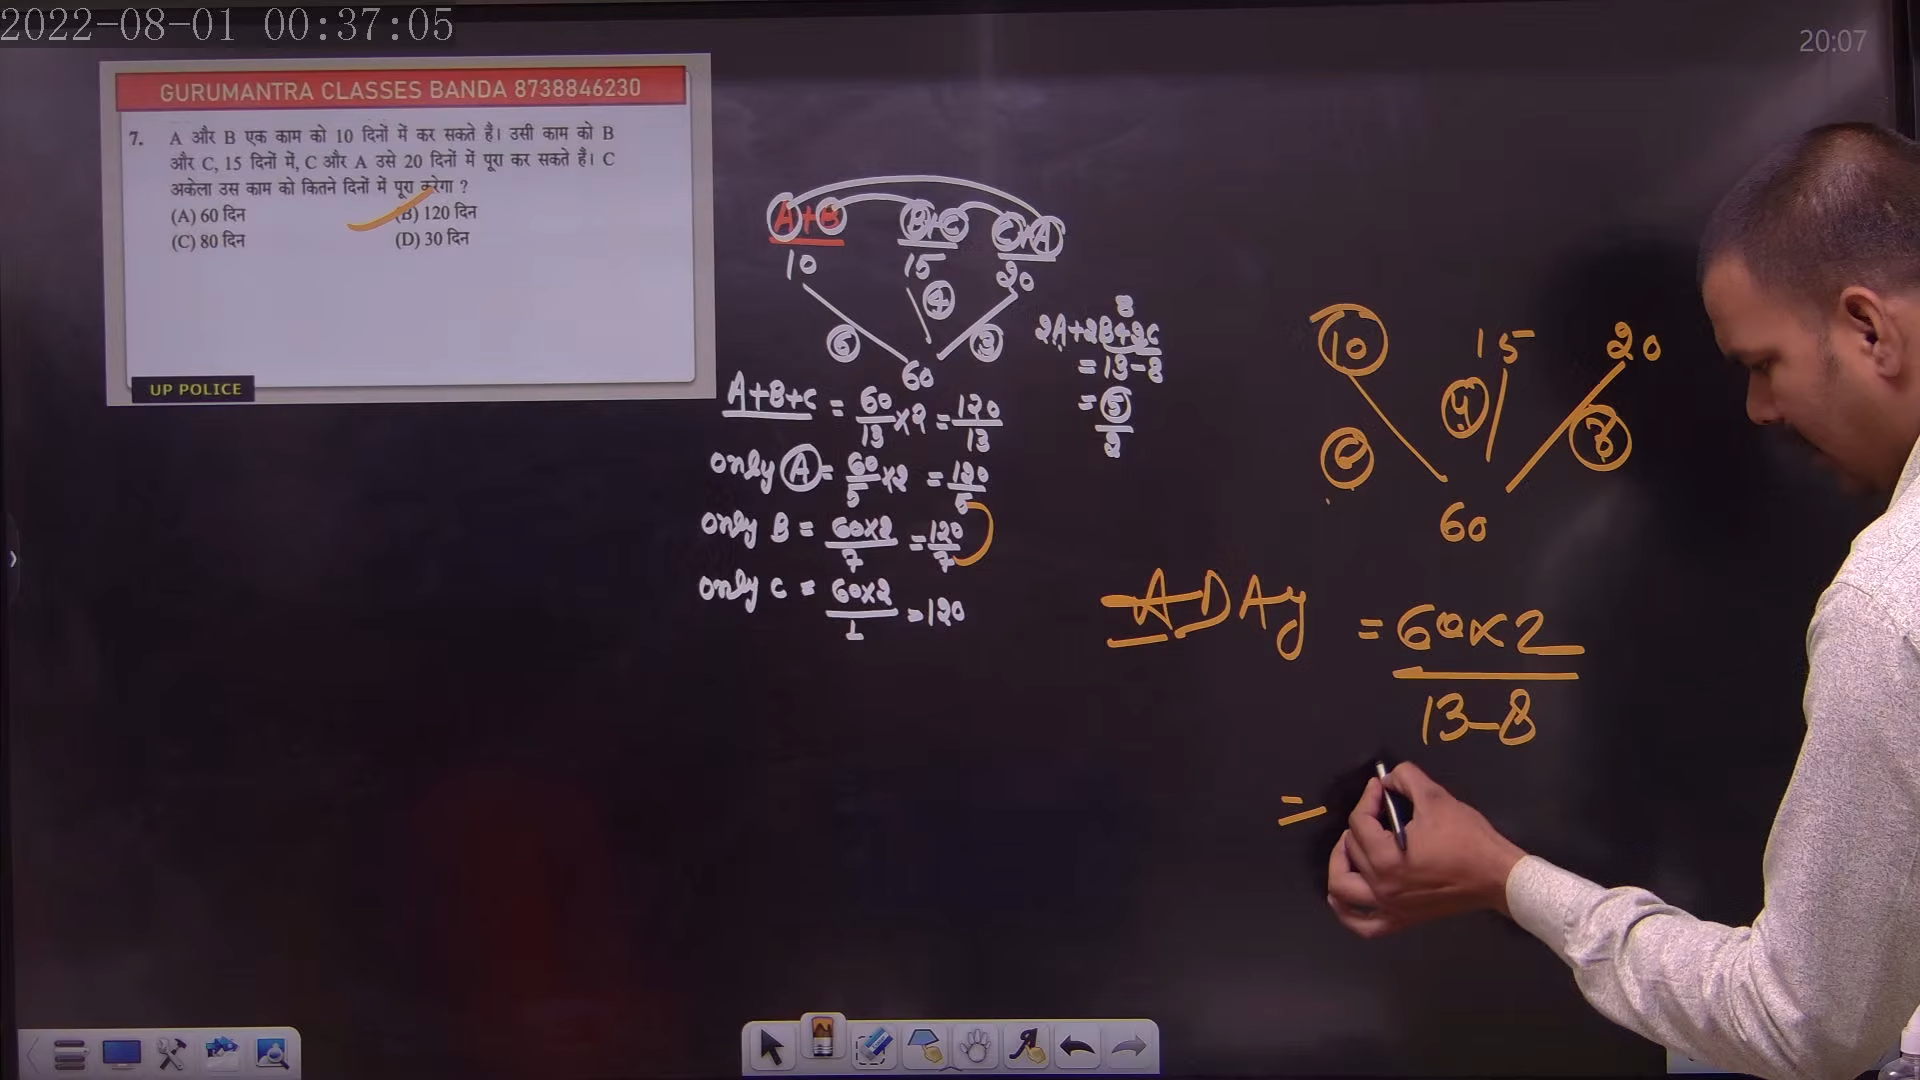 2022-08-01 00:37:05
20:07
GURUMANTRA CLASSES BANDA 8738846230
7. A और B एक काम को 10 दिनों में कर सकते है। उसी काम को B
और C, 15 दिनों में, C और A उसे 20 दिनों में पूरा कर सकते है। C
अकेला उस काम को कितने दिनों में पूरा करेगा ?
(A) 60 दिन (B) 120 दिन
(C) 80 दिन (D) 30 दिन
UP POLICE
A+B B+C C+A
10 15 20
6 4 3
60
8
2A+2B+2C
= 13-8
= 5
2
A+B+C = 60/13 ×2 = 120/13
only A = 60/5 ×2 = 120/5
only B = 60×2/7 = 120/7
only C = 60×2/1 = 120
10 15 20
4 3
60
A DAy = 60×2
13-8
=